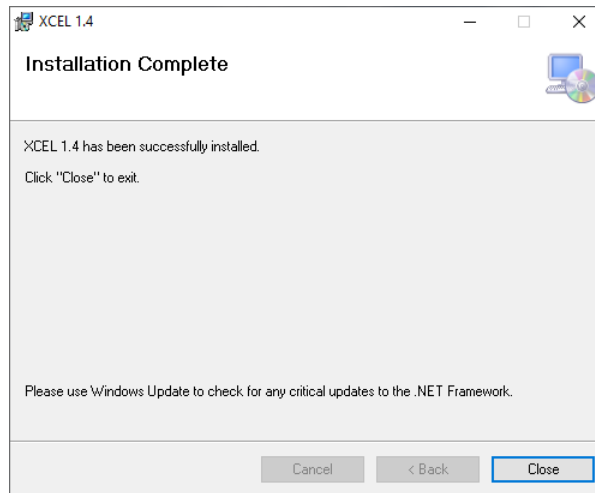 XCEL 1.4
Installation Complete
XCEL 1.4 has been successfully installed.
Click "Close" to exit.
Please use Windows Update to check for any critical updates to the .NET Framework.
Cancel
< Back
Close